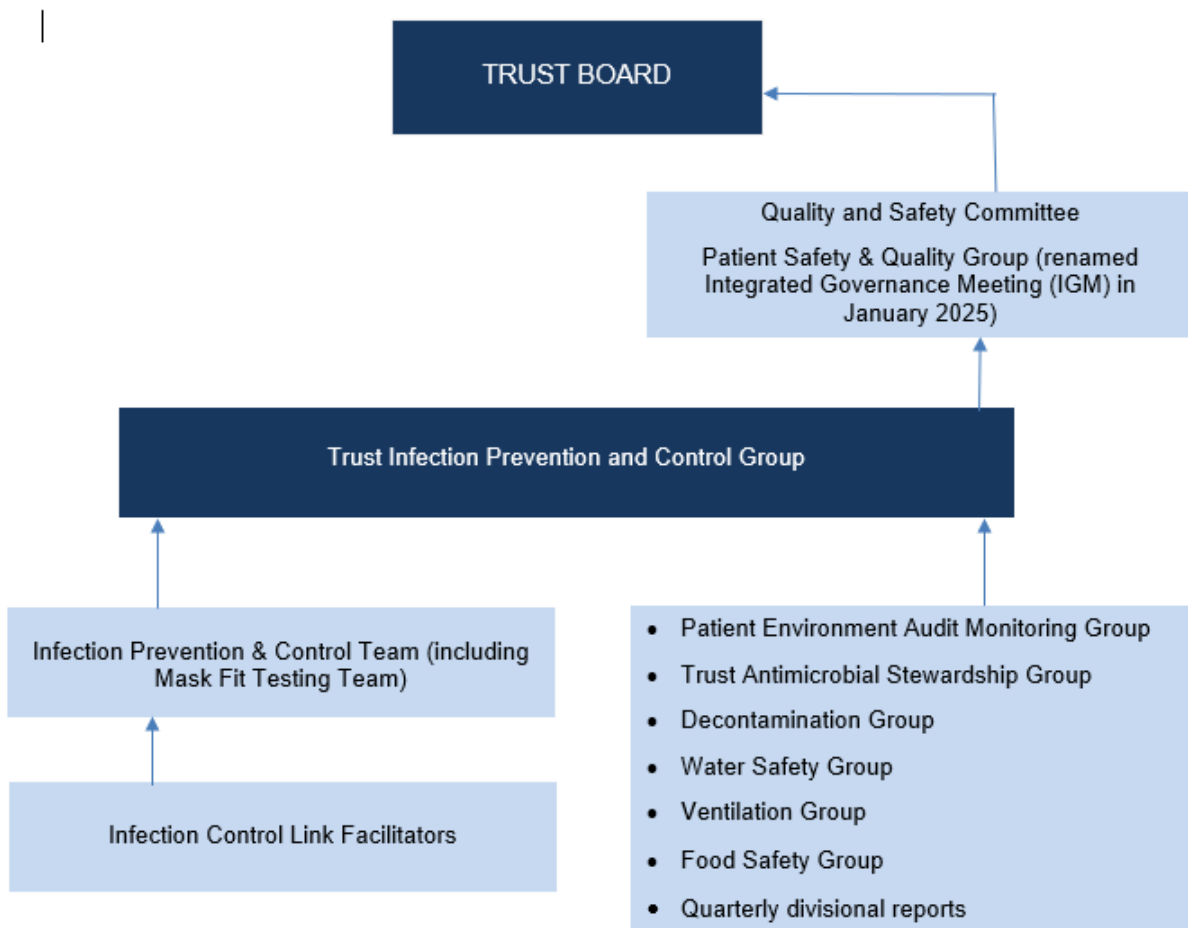 TRUST BOARD
Quality and Safety Committee
Patient Safety & Quality Group (renamed
Integrated Governance Meeting (IGM) in
January 2025)
Trust Infection Prevention and Control Group
Infection Prevention & Control Team (including
Mask Fit Testing Team)
Infection Control Link Facilitators
• Patient Environment Audit Monitoring Group
• Trust Antimicrobial Stewardship Group
• Decontamination Group
• Water Safety Group
• Ventilation Group
• Food Safety Group
• Quarterly divisional reports